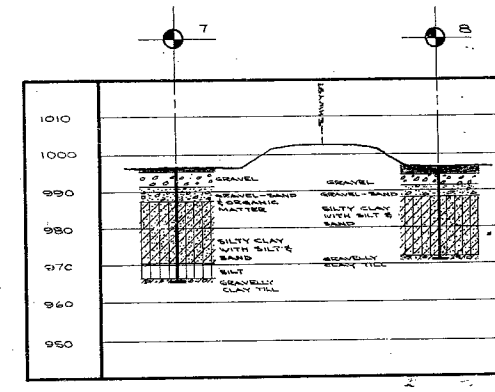 7
8
1010
1000
990
980
970
960
950
GRAVEL
GRAVEL-SAND
& ORGANIC
MATTER
SILTY CLAY
WITH SILT &
SAND
SILT
GRAVELLY
CLAY TILL
GRAVEL
GRAVEL-SAND
SILTY CLAY
WITH SILT &
SAND
GRAVELLY
CLAY TILL